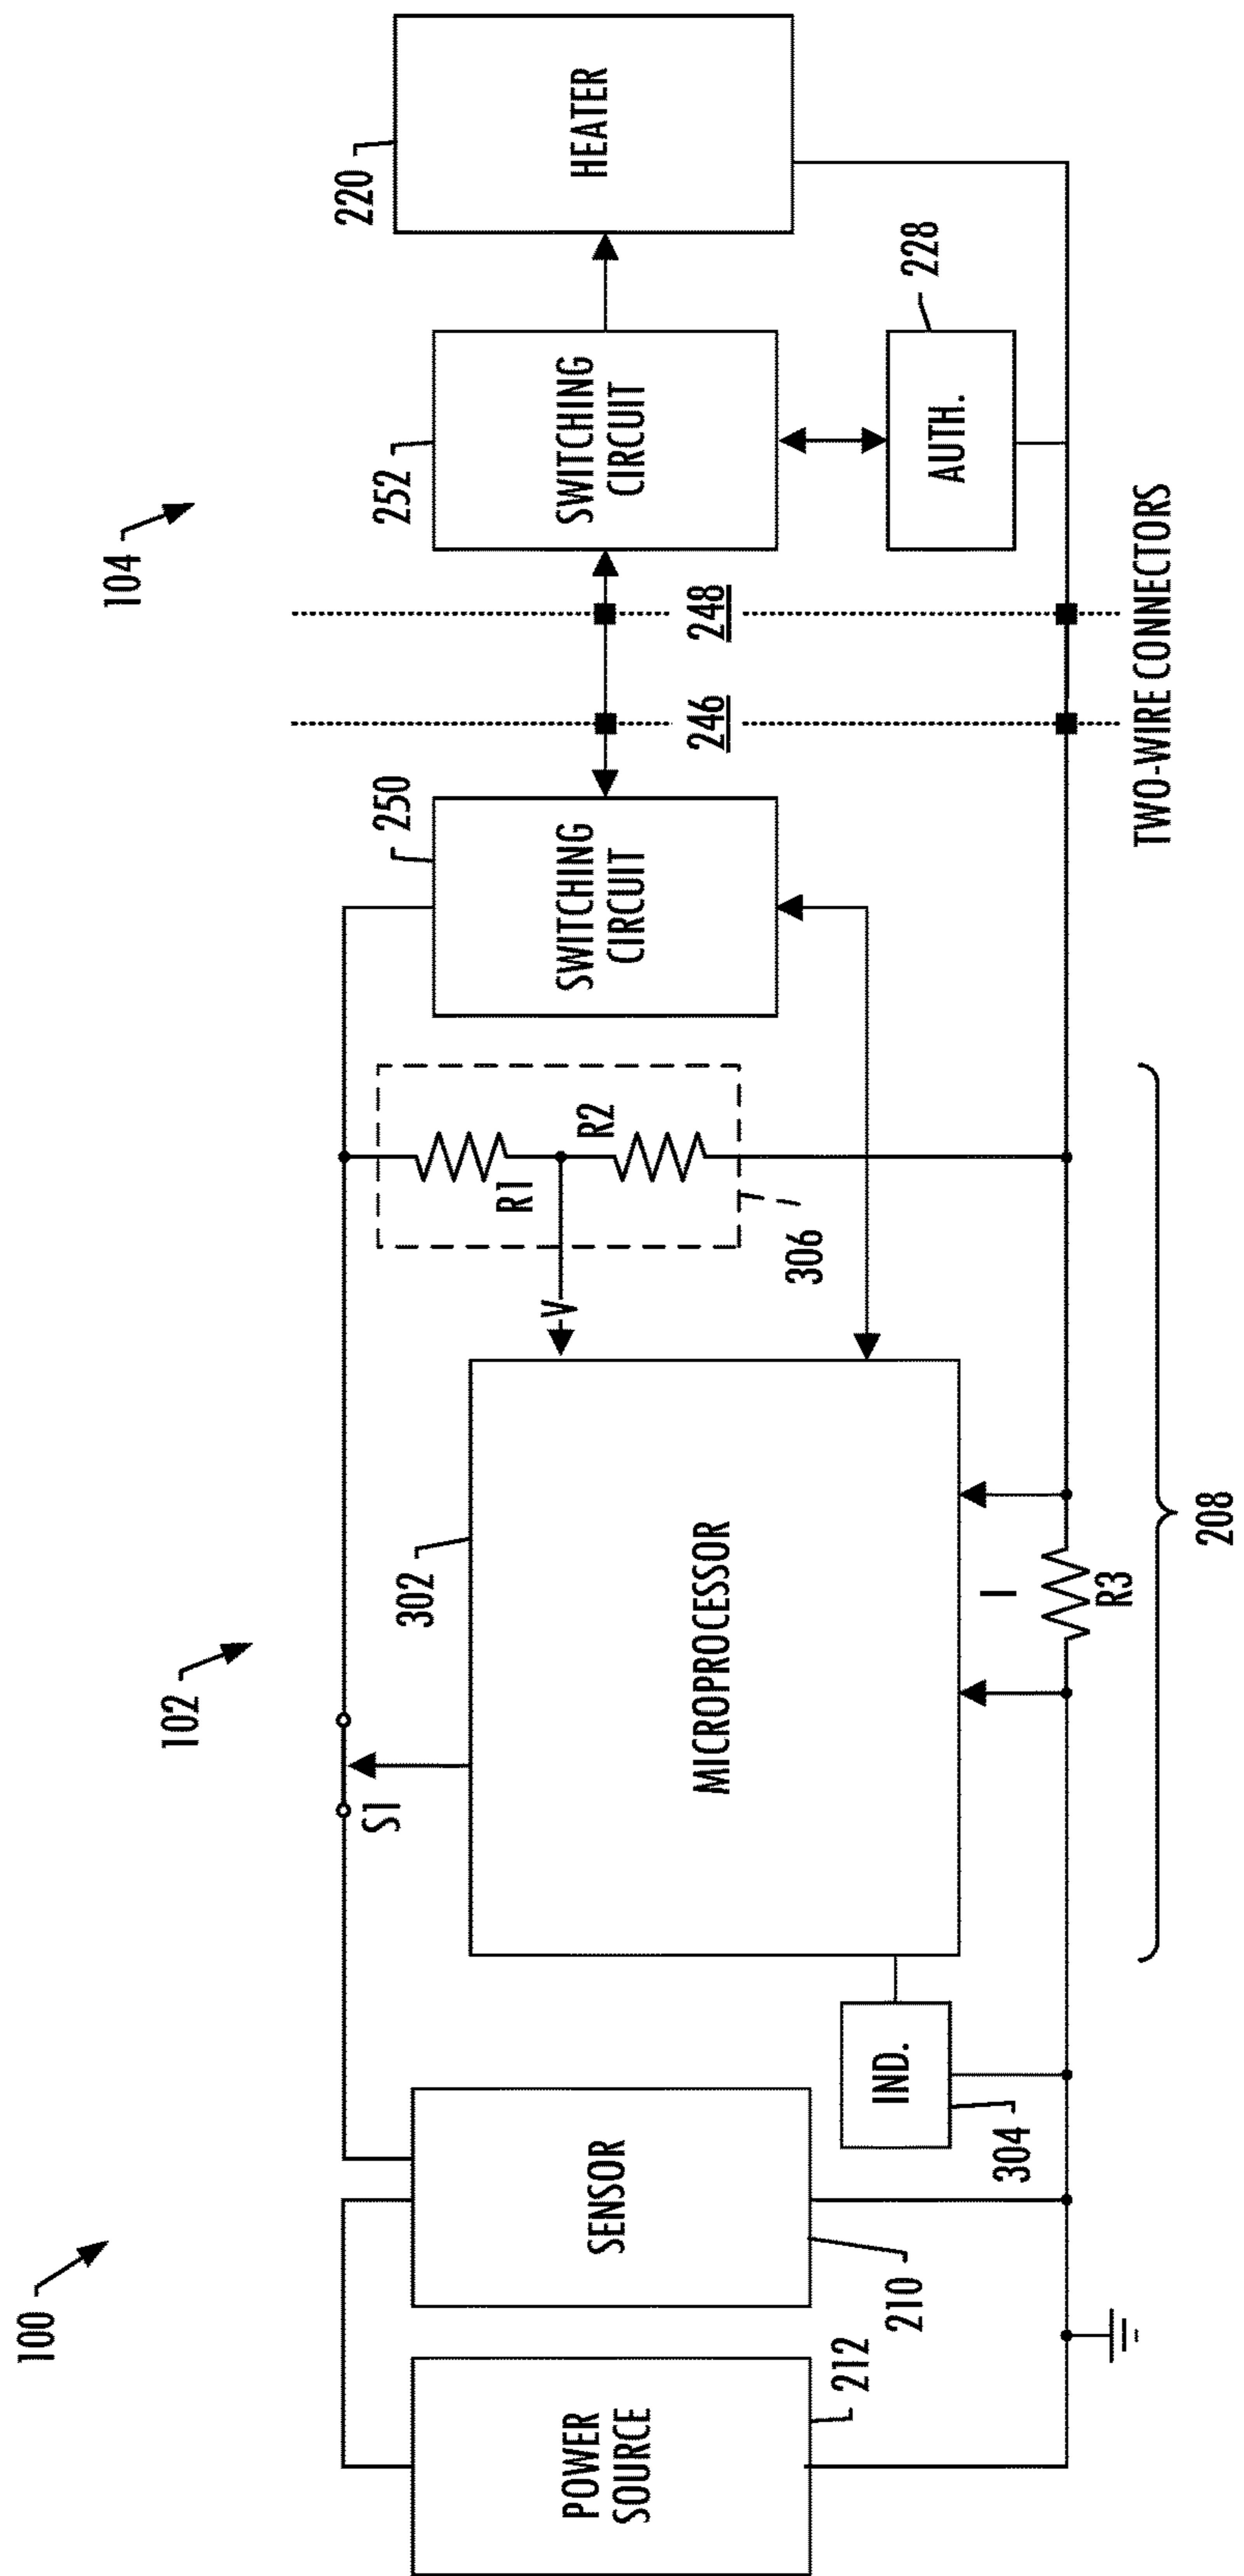 100
102
104
S1
302
250
252
220
POWER
SOURCE
SENSOR
MICROPROCESSOR
V
R1
R2
SWITCHING
CIRCUIT
SWITCHING
CIRCUIT
HEATER
246
248
212
210
IND.
304
306
AUTH.
228
I
R3
208
TWO-WIRE CONNECTORS